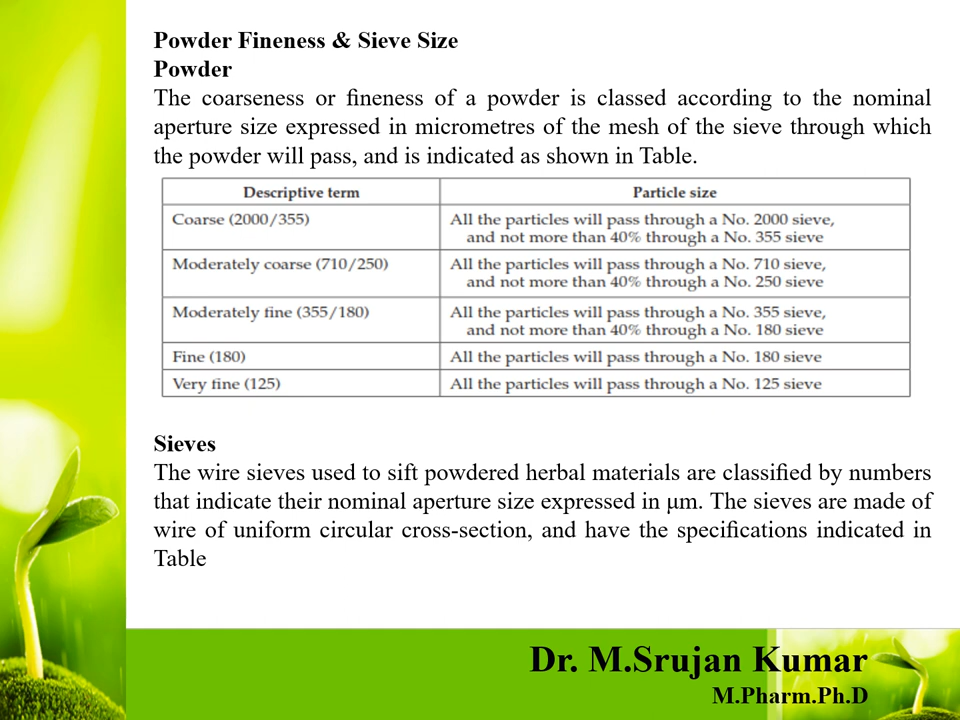 Powder Fineness & Sieve Size
Powder
The coarseness or fineness of a powder is classed according to the nominal
aperture size expressed in micrometres of the mesh of the sieve through which
the powder will pass, and is indicated as shown in Table.
Descriptive term Particle size
Coarse (2000/355) All the particles will pass through a No. 2000 sieve,
and not more than 40% through a No. 355 sieve
Moderately coarse (710/250) All the particles will pass through a No. 710 sieve,
and not more than 40% through a No. 250 sieve
Moderately fine (355/180) All the particles will pass through a No. 355 sieve,
and not more than 40% through a No. 180 sieve
Fine (180) All the particles will pass through a No. 180 sieve
Very fine (125) All the particles will pass through a No. 125 sieve
Sieves
The wire sieves used to sift powdered herbal materials are classified by numbers
that indicate their nominal aperture size expressed in μm. The sieves are made of
wire of uniform circular cross-section, and have the specifications indicated in
Table
Dr. M.Srujan Kumar
M.Pharm.Ph.D